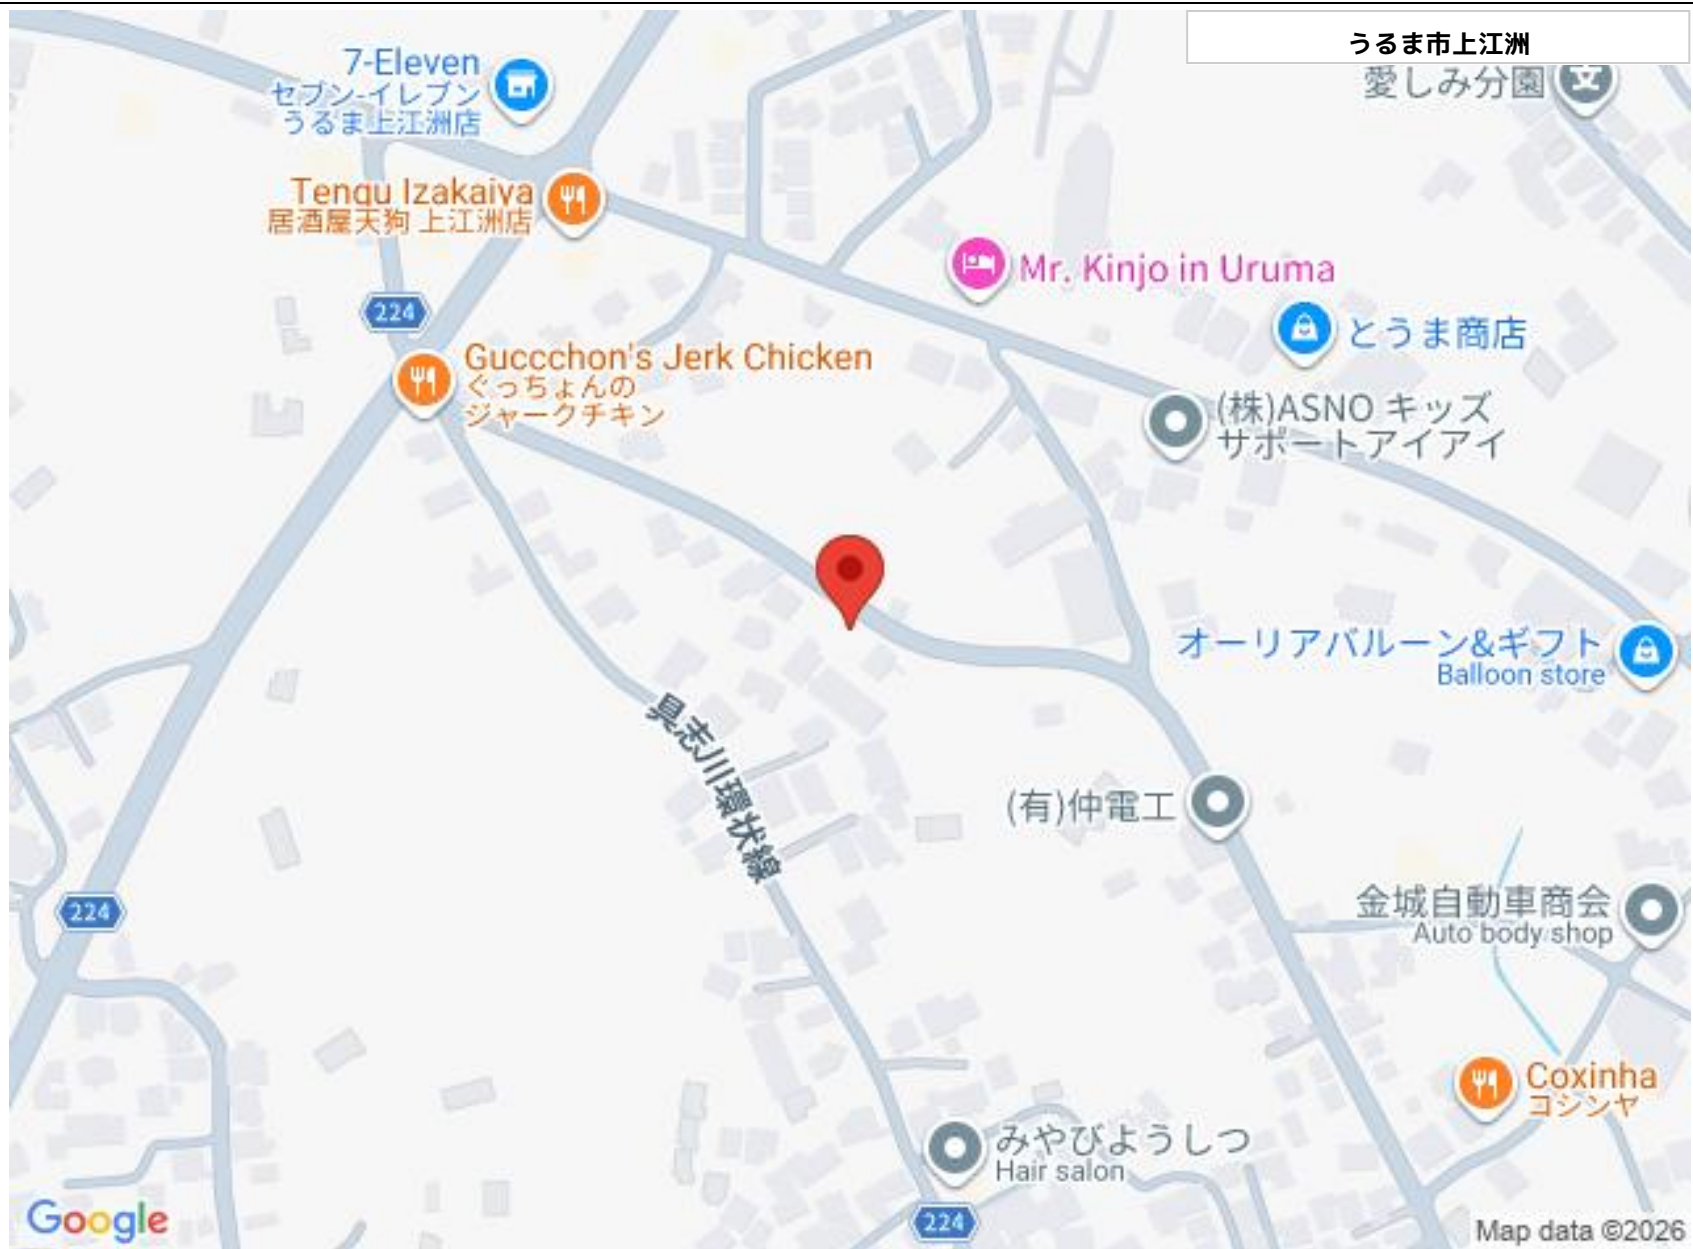 うるま市上江洲
愛しみ分園
7-Eleven
セブン-イレブン
うるま上江洲店
Tengu Izakaiya
居酒屋天狗 上江洲店
224
Mr. Kinjo in Uruma
とうま商店
Guccchon's Jerk Chicken
ぐっちょんの
ジャークチキン
(株)ASNO キッズ
サポートアイアイ
オーリアバルーン&ギフト
Balloon store
具志川環状線
(有)仲電工
224
金城自動車商会
Auto body shop
Coxinha
コシンヤ
みやびようしつ
Hair salon
224
Google
Map data ©2026